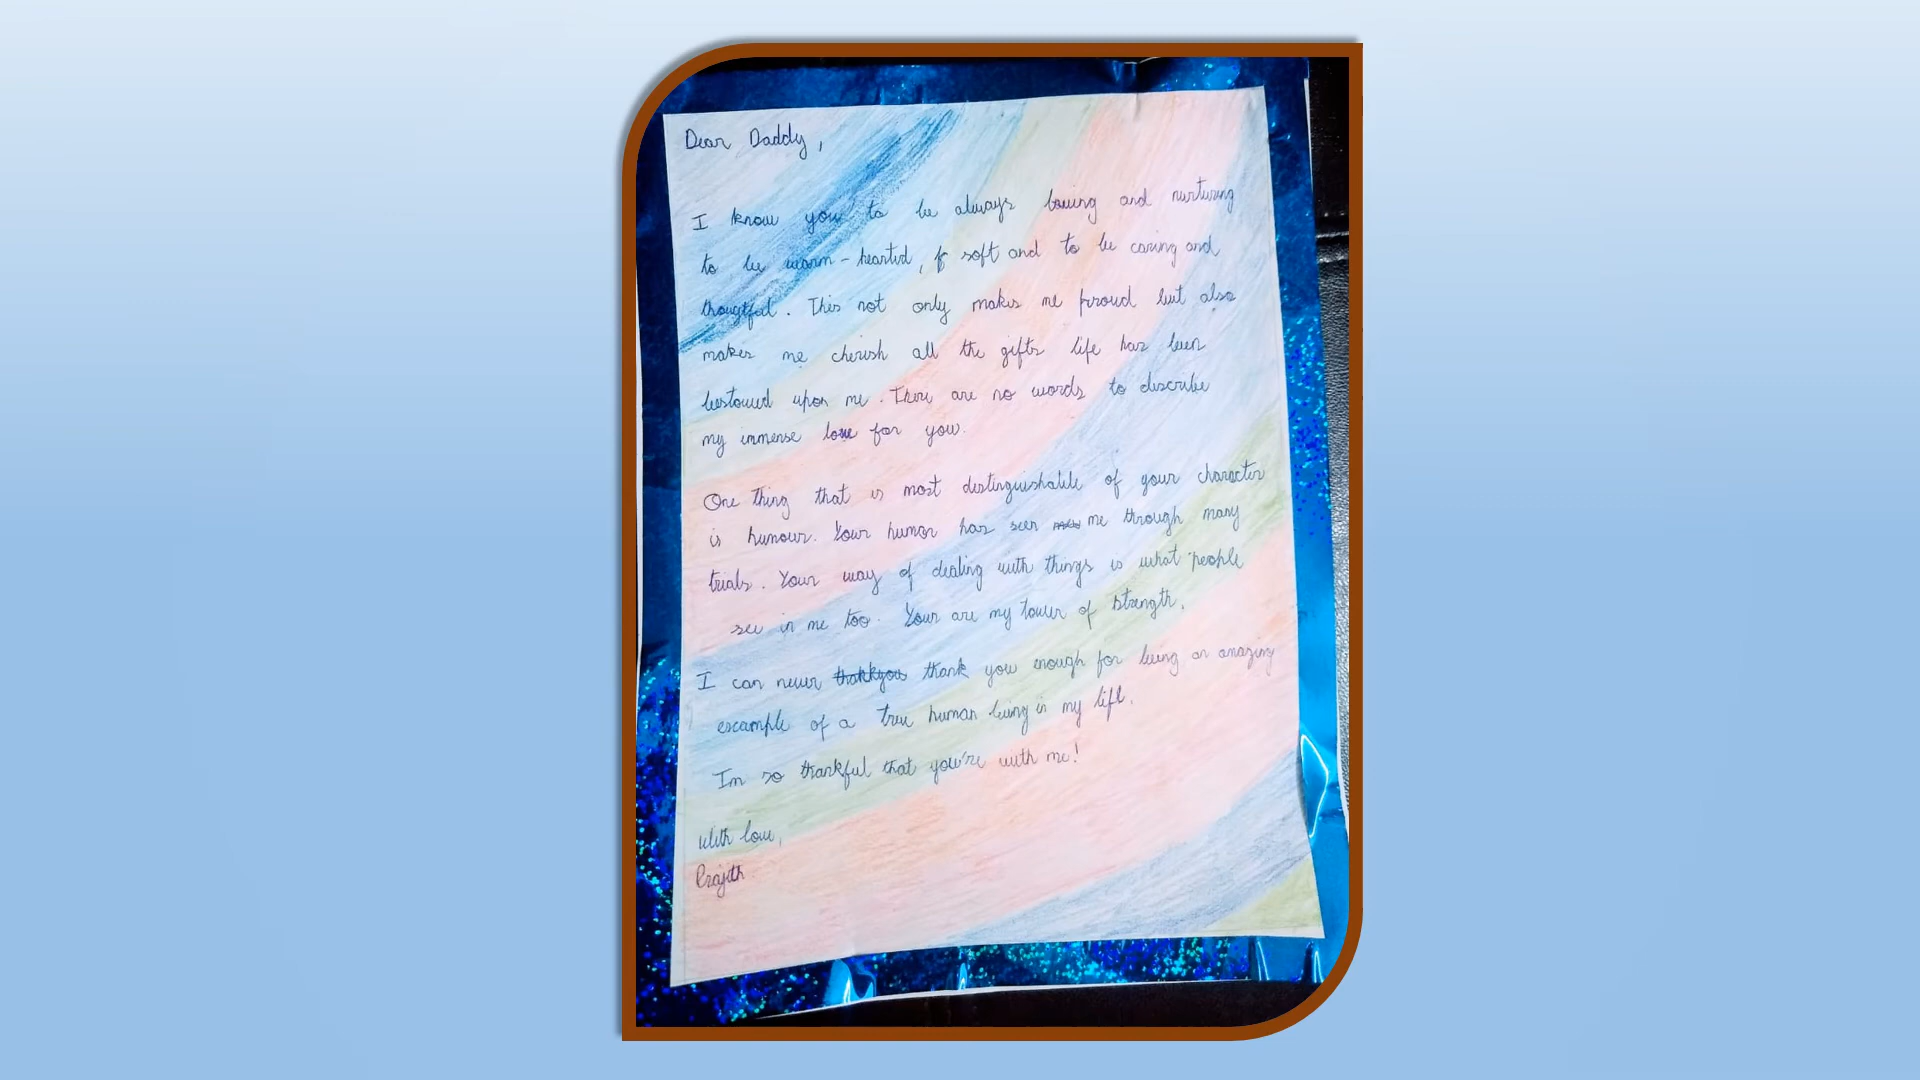 Dear Daddy,
I know you to be always loving and nurturing
to be warm-hearted, soft and to be caring and
thougtful. This not only makes me proud but also
makes me cherish all the gifts life has been
bestowed upon me. There are no words to describe
my immense love for you.
One thing that is most distinguishable of your character
is humour. Your humor has seen me through many
trials. Your way of dealing with things is what people
see in me too. Your are my tower of strength.
I can never thank you enough for being an amazing
example of a true human being in my life.
Im so thankful that you're with me!
With love,
Prajith